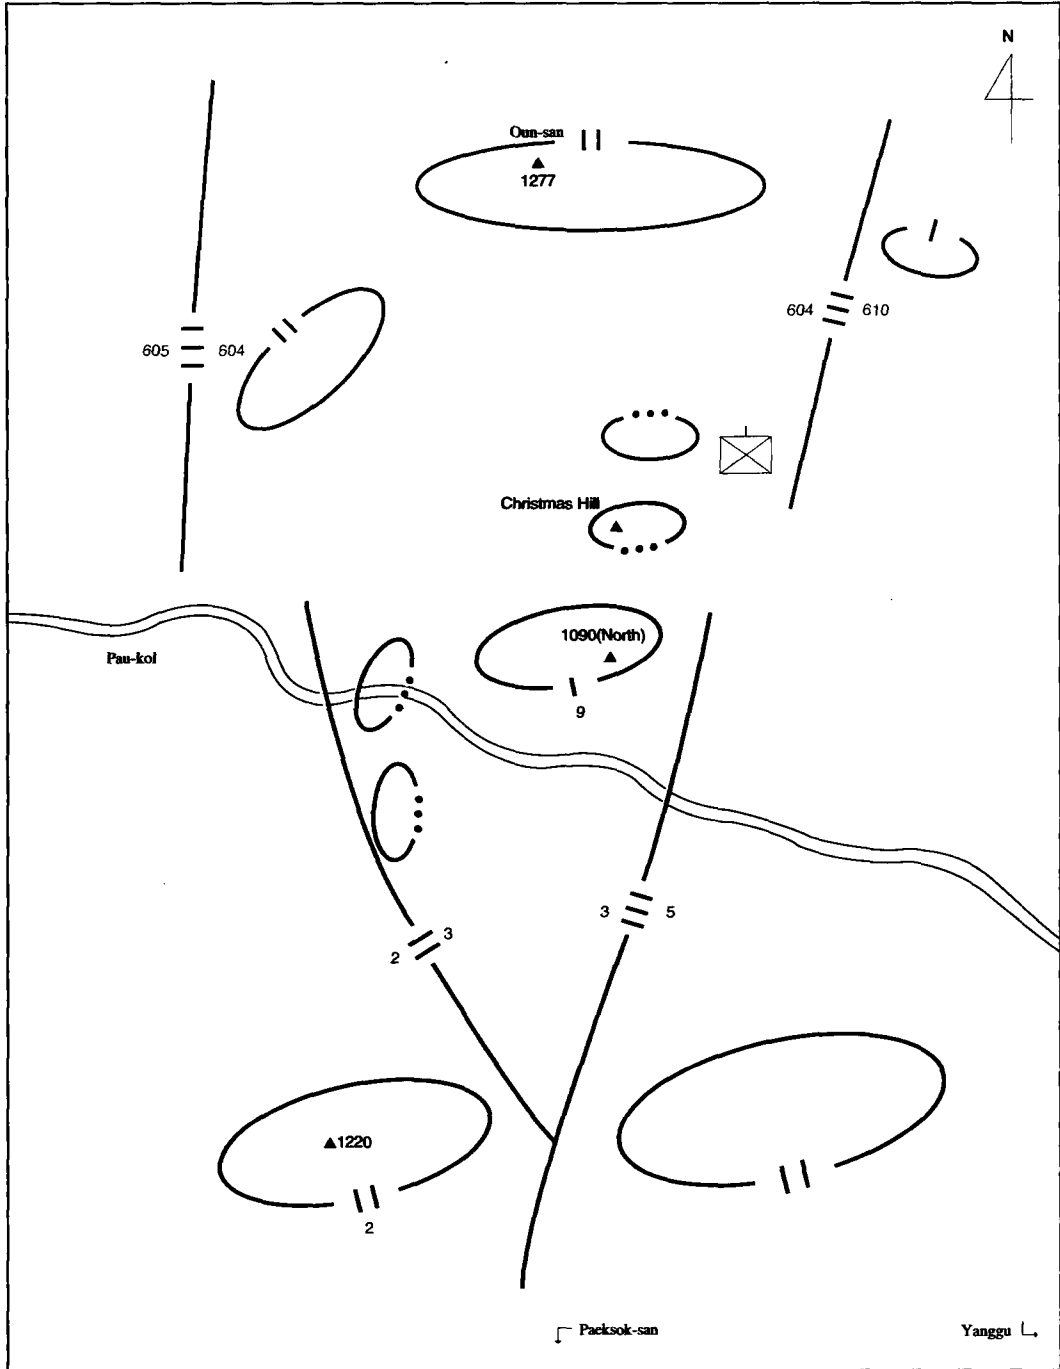 N
Oun-san
1277
604 610
605 604
Christmas Hill
1090(North)
Pau-kol
9
3 5
3
2
1220
2
Paeksok-san
Yanggu